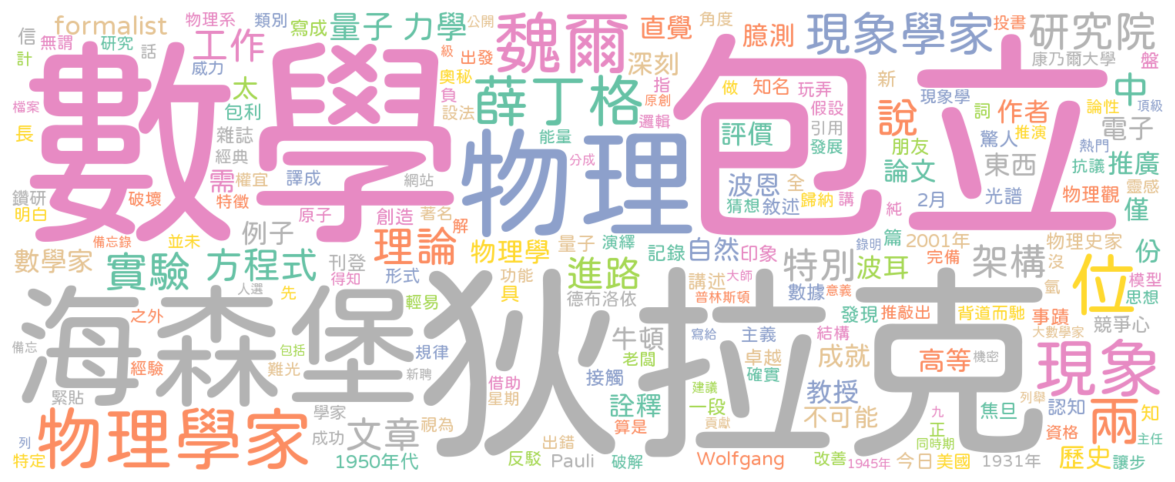 formalist
類別 寫成 量子 力學
物理系
信 無謂 研究 工作
計 話 威力
魏爾
直覺 角度 投書
臆測 現象學家 研究院
康乃爾大學 盤
公開
級 出發
奧秘 深刻
太 負
檔案 包利 設法
長
薛丁格
指 原創
邏輯
做 知名 玩弄
新 現象學 詞 論性 中 頂級
數學
包立
假設
評價 引用
發展
說 作者
驚人 推演 電子
朋友
熱門
雜誌
經典
能量
物理
分成
論文 東西 抗議 推廣
鑽研 權宜 需 譯成 網站
明白 破壞 特徵
波恩 全 歸納 講
猜想 敘述
2月 光譜 物理觀 靈感
純 僅
原子 創造 著名 解
備忘錄 並未 例子 理論
數學家 刊登
物理學 量子 演繹 記錄 自然 印象
篇 錄明 2001年 物理史家
完備 沒 份
實驗 方程式 形式
得知
功能
具 進路
德布洛依
講述 大師 特別 波耳 架構
普林斯頓 數據 意義
位 模型
氫 思想
人選 先 輕易
海森堡
狄拉克
之外
備忘
牛頓 寫給 主義 結構 發現 推敲出 背道而馳 事蹟 競爭心
大數學家
包括 規律
經驗 難光
老闆 卓越 成就 高等 機密
新聘 借助 接觸 確實
現象
緊貼 星期
建議
教授 列舉
物理學家
學家 視為
詮釋 一段 貢獻 不可能
九 焦旦 認知 兩 知
正
列 成功 文章 出錯
算是 同時期 資格 主任
特定 1950年代 反駁 Pauli 破解 Wolfgang 改善 1945年 今日 美國 1931年 歷史 讓步